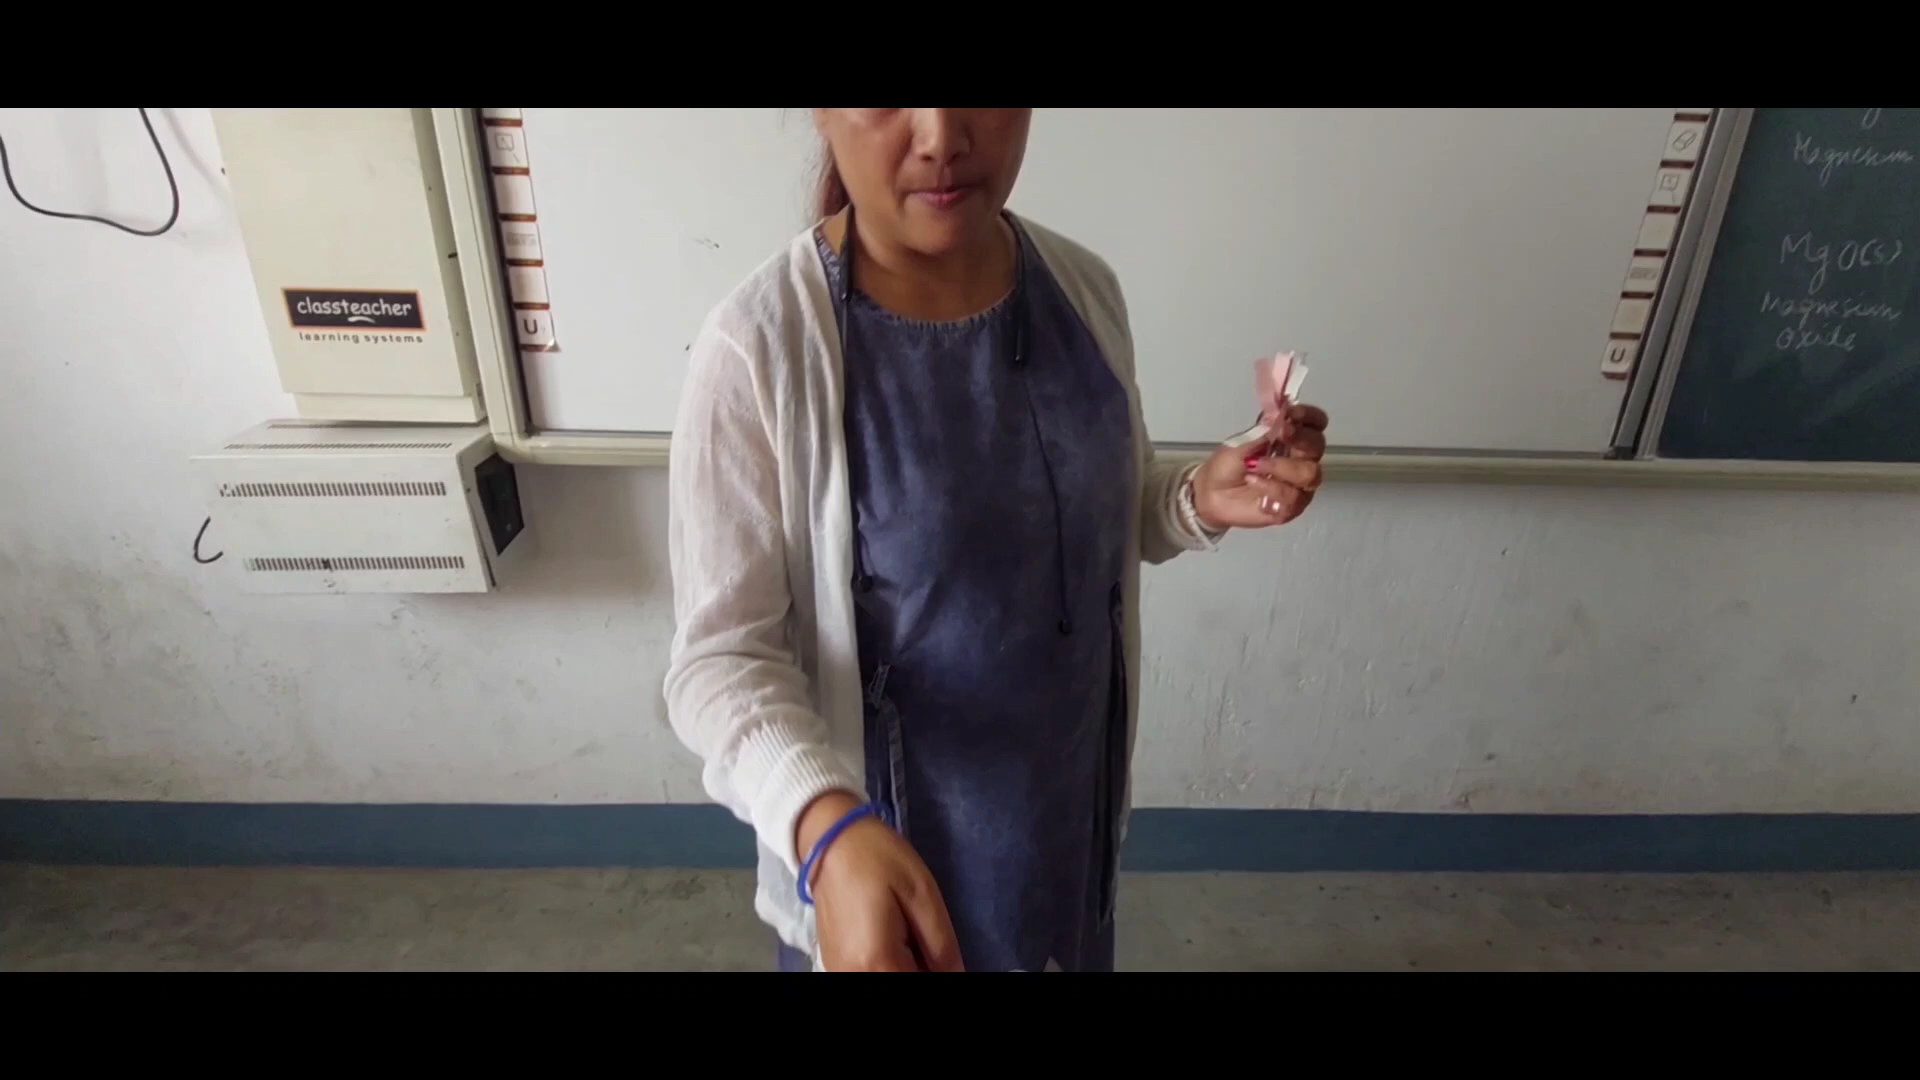 classteacher
learning systems
U
U
Magnesium
MgO(s)
Magnesium
Oxide